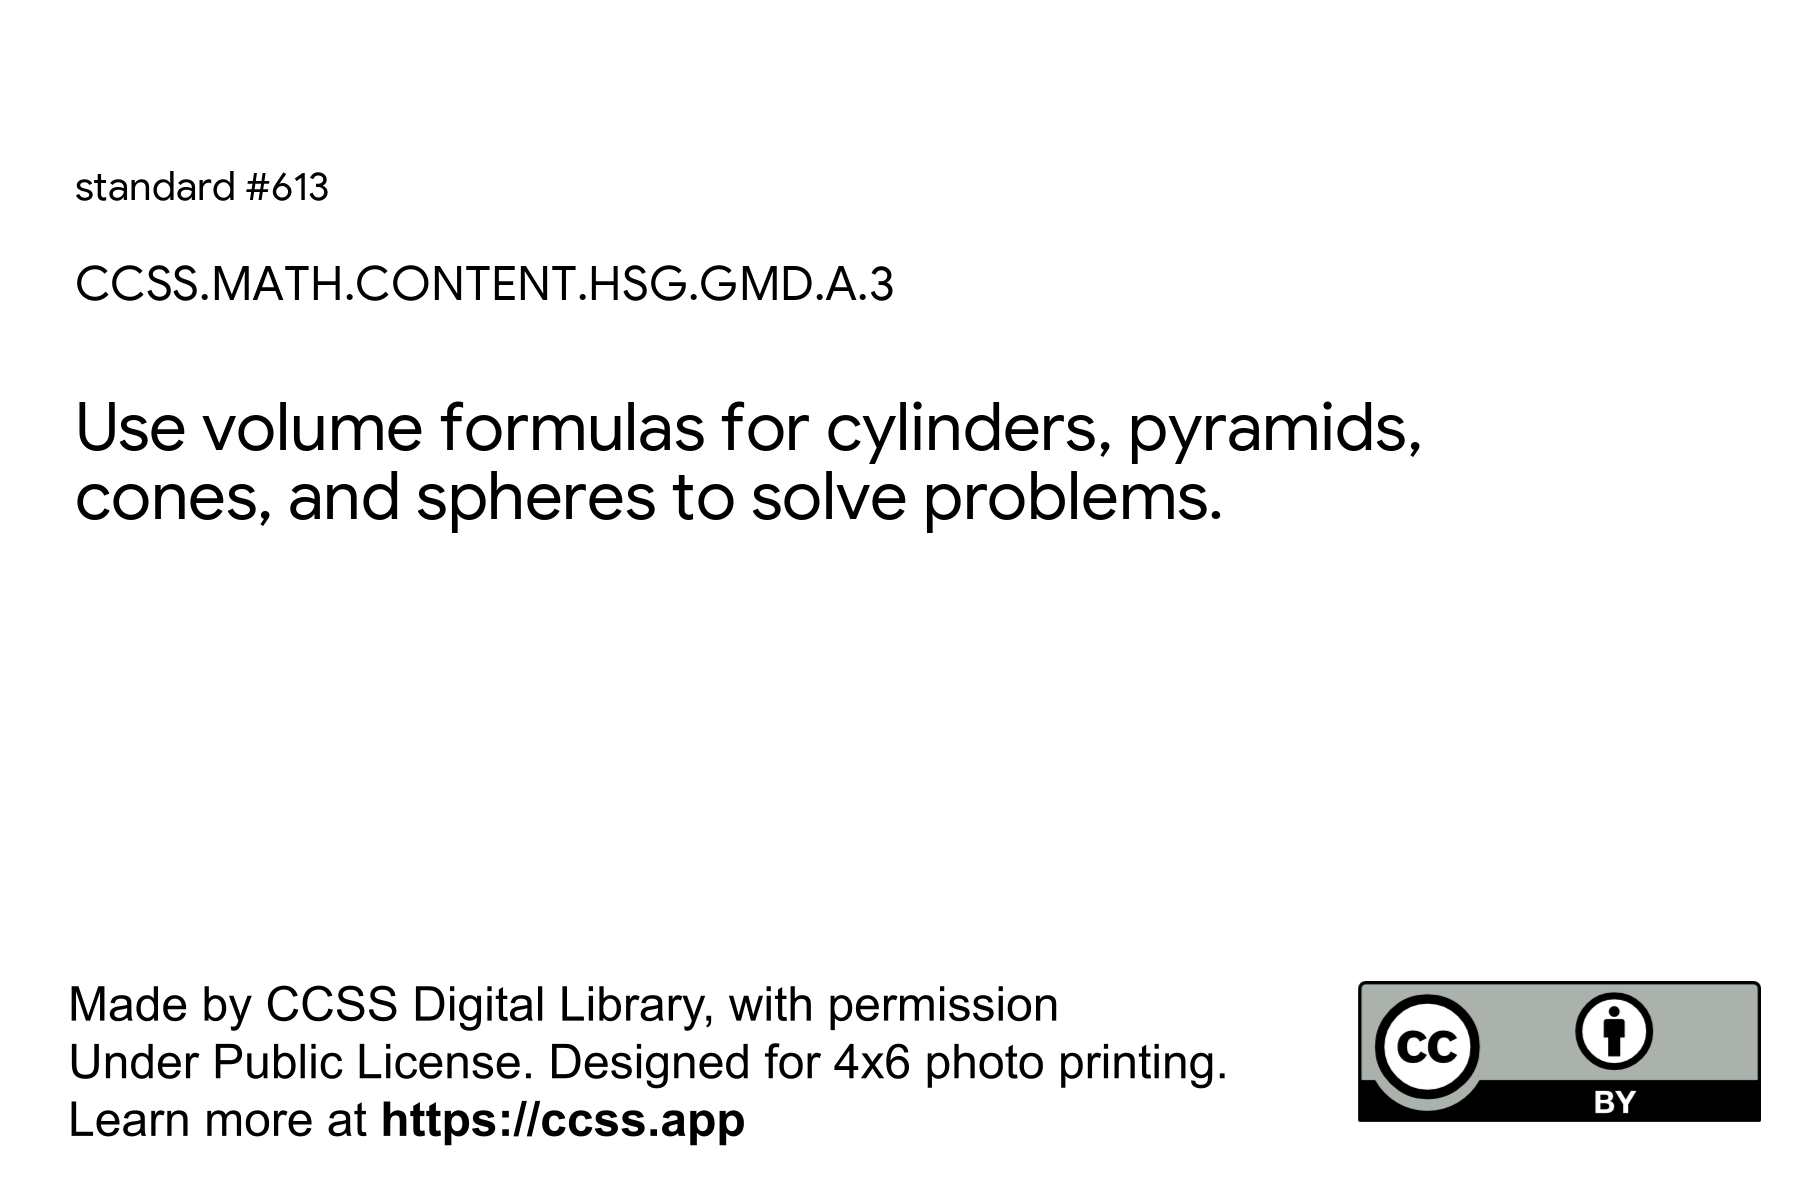 standard #613
CCSS.MATH.CONTENT.HSG.GMD.A.3
Use volume formulas for cylinders, pyramids,
cones, and spheres to solve problems.
Made by CCSS Digital Library, with permission
Under Public License. Designed for 4x6 photo printing.
Learn more at https://ccss.app
CC
BY